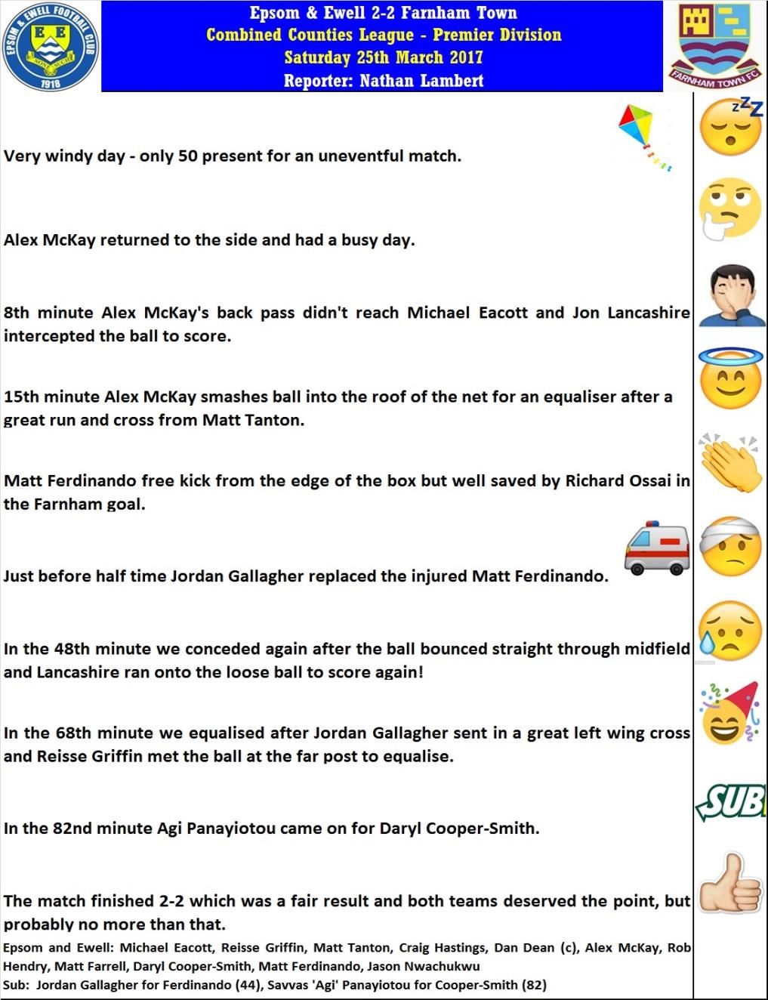 EPSOM & EWELL FOOTBALL CLUB
E E
NONE SUCH
1918
Epsom & Ewell 2-2 Farnham Town
Combined Counties League - Premier Division
Saturday 25th March 2017
Reporter: Nathan Lambert
FARNHAM TOWN FC
zZZ
Very windy day - only 50 present for an uneventful match.
Alex McKay returned to the side and had a busy day.
8th minute Alex McKay's back pass didn't reach Michael Eacott and Jon Lancashire
intercepted the ball to score.
15th minute Alex McKay smashes ball into the roof of the net for an equaliser after a
great run and cross from Matt Tanton.
Matt Ferdinando free kick from the edge of the box but well saved by Richard Ossai in
the Farnham goal.
Just before half time Jordan Gallagher replaced the injured Matt Ferdinando.
In the 48th minute we conceded again after the ball bounced straight through midfield
and Lancashire ran onto the loose ball to score again!
In the 68th minute we equalised after Jordan Gallagher sent in a great left wing cross
and Reisse Griffin met the ball at the far post to equalise.
SUB
In the 82nd minute Agi Panayiotou came on for Daryl Cooper-Smith.
The match finished 2-2 which was a fair result and both teams deserved the point, but
probably no more than that.
Epsom and Ewell: Michael Eacott, Reisse Griffin, Matt Tanton, Craig Hastings, Dan Dean (c), Alex McKay, Rob
Hendry, Matt Farrell, Daryl Cooper-Smith, Matt Ferdinando, Jason Nwachukwu
Sub: Jordan Gallagher for Ferdinando (44), Savvas 'Agi' Panayiotou for Cooper-Smith (82)